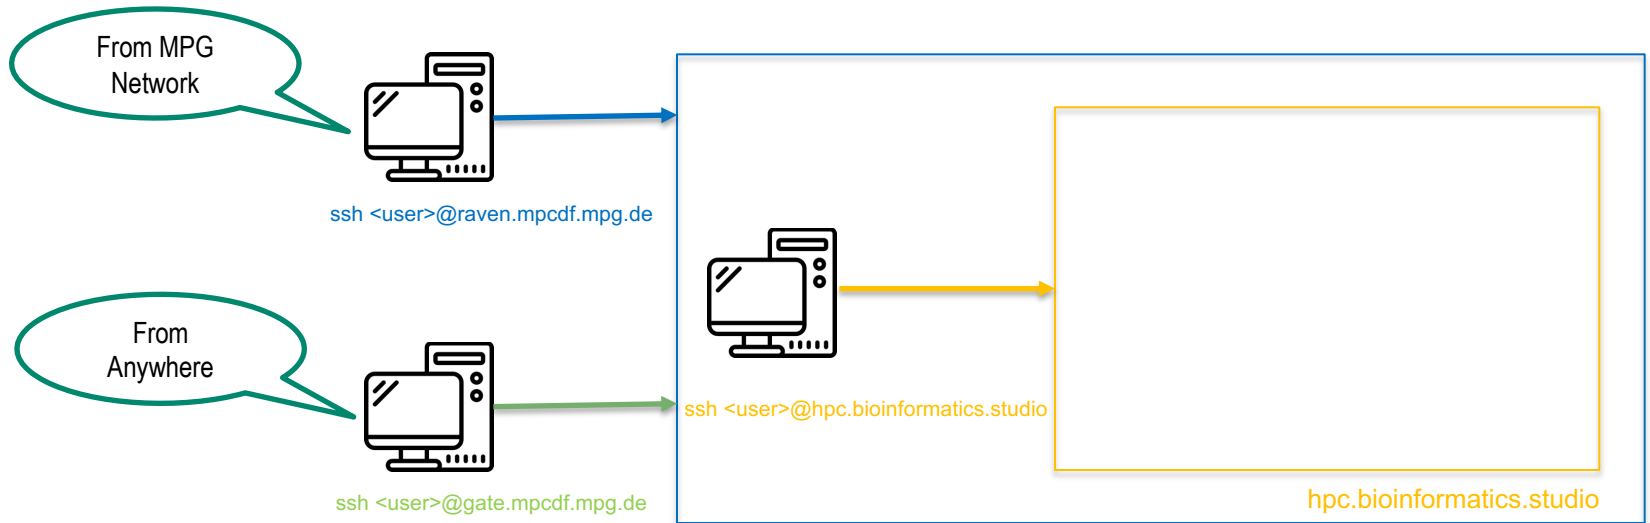 From MPG
Network
ssh <user>@raven.mpcdf.mpg.de
From
Anywhere
ssh <user>@hpc.bioinformatics.studio
ssh <user>@gate.mpcdf.mpg.de
hpc.bioinformatics.studio